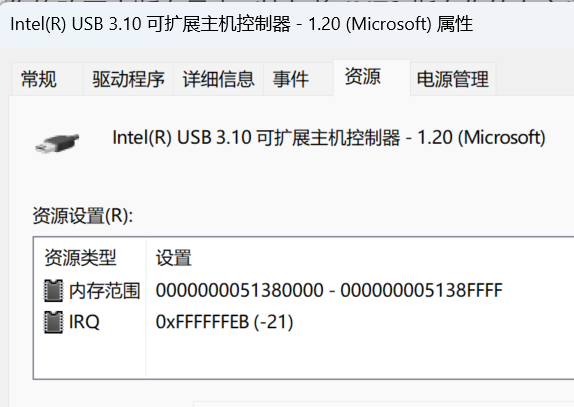 Intel(R) USB 3.10 可扩展主机控制器 - 1.20 (Microsoft) 属性
常规 驱动程序 详细信息 事件 资源 电源管理
Intel(R) USB 3.10 可扩展主机控制器 - 1.20 (Microsoft)
资源设置(R):
资源类型 设置
内存范围 0000000051380000 - 000000005138FFFF
IRQ 0xFFFFFFEB (-21)